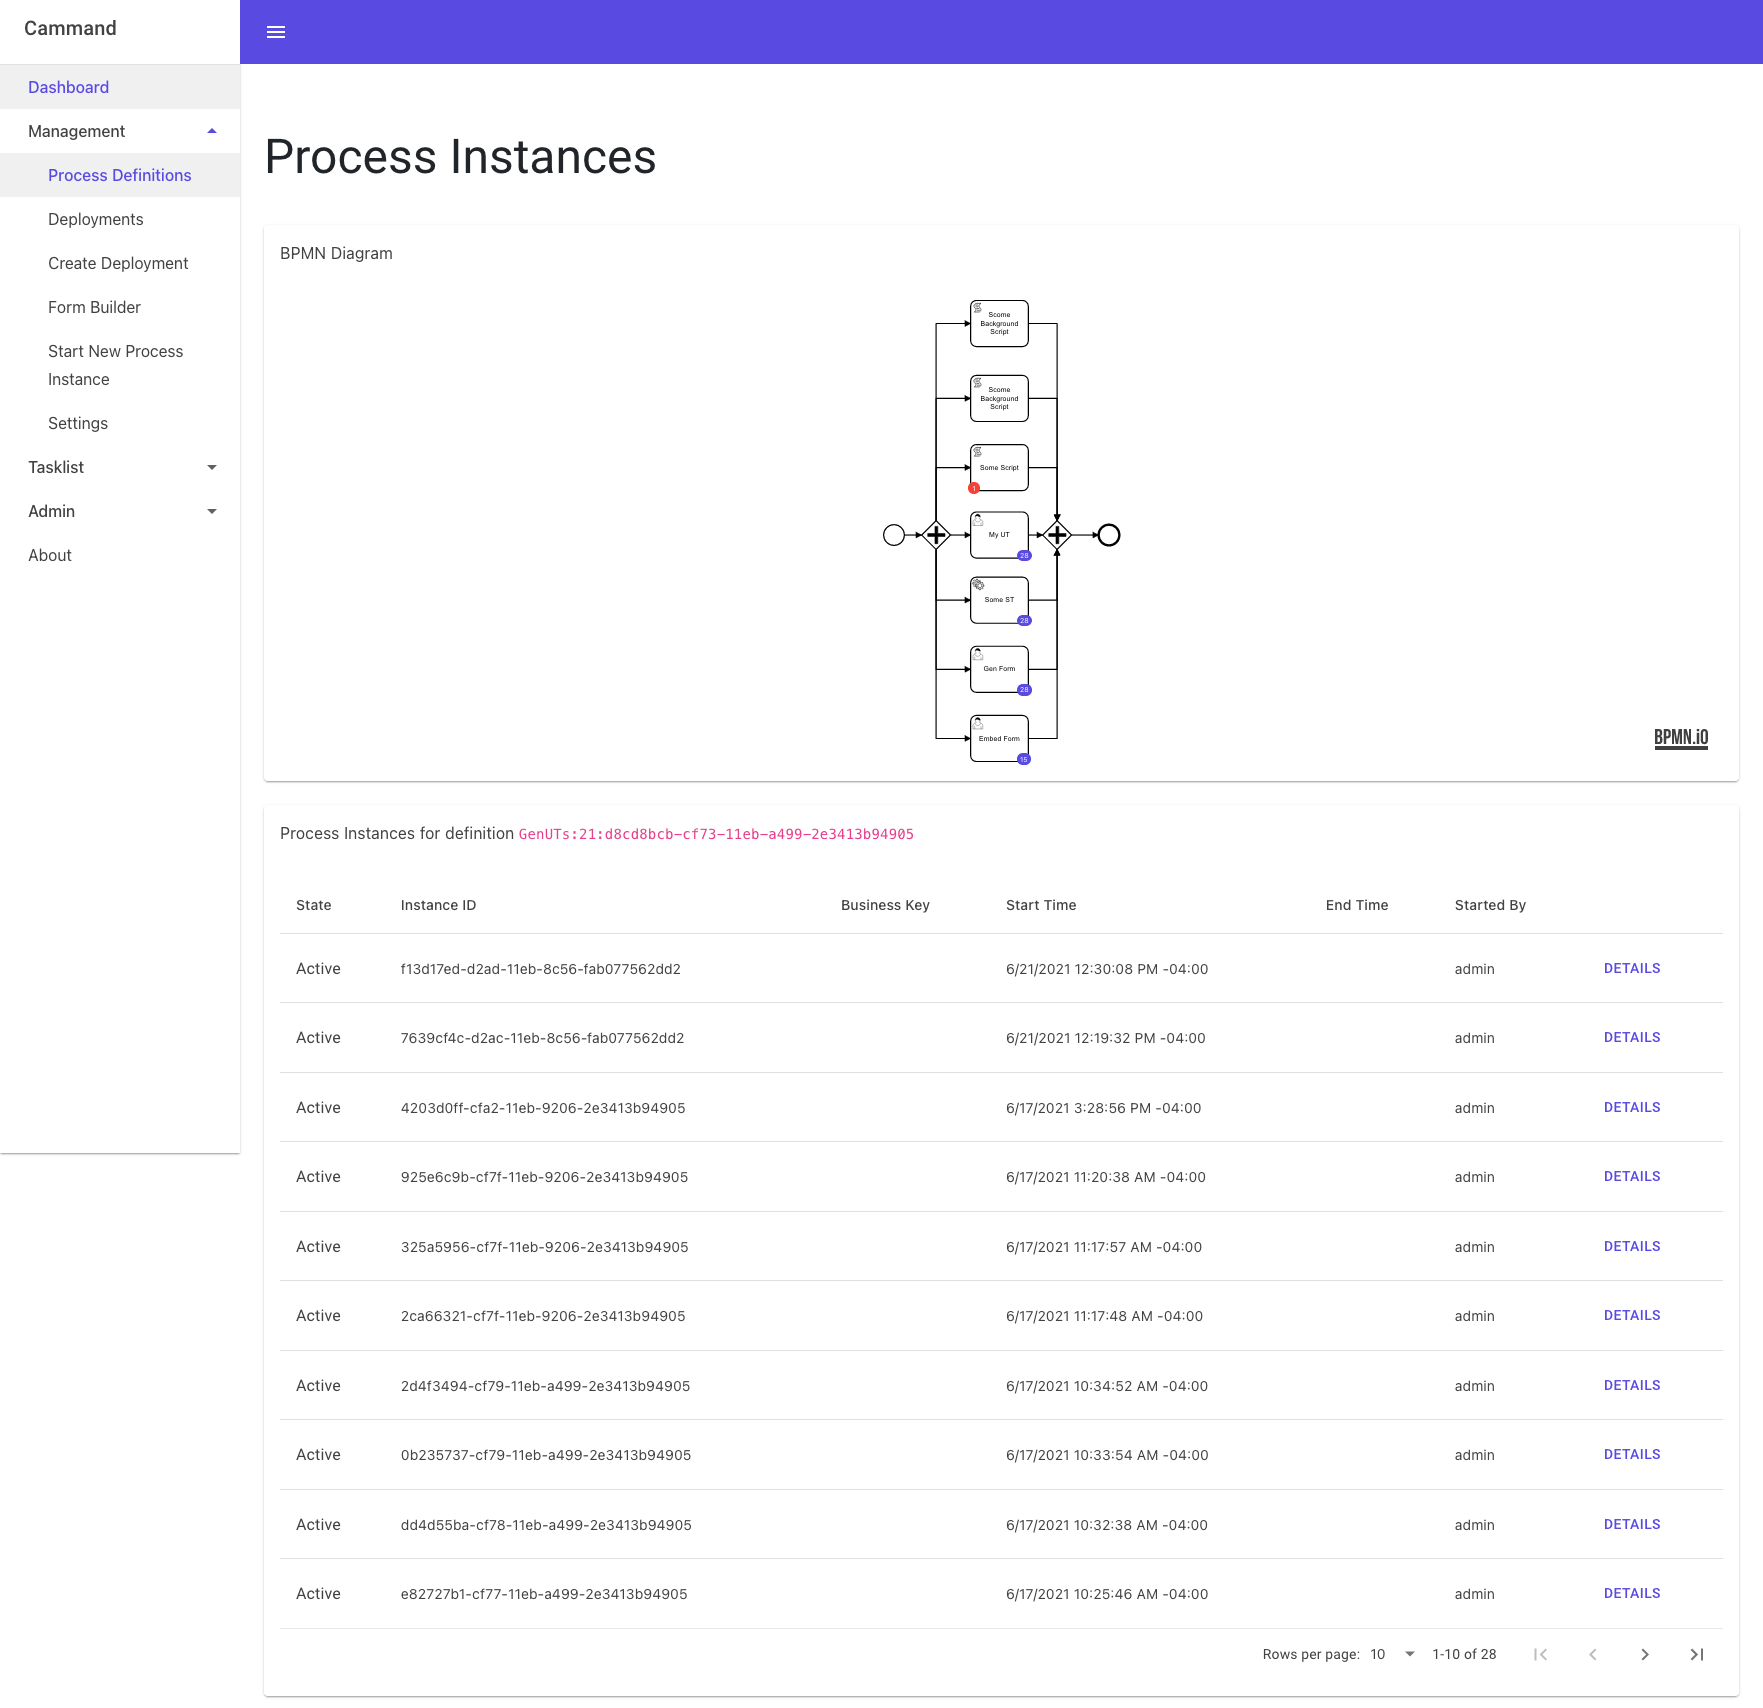 Cammand
Dashboard
Management
Process Definitions
Deployments
Create Deployment
Form Builder
Start New Process
Instance
Settings
Tasklist
Admin
About
Process Instances
BPMN Diagram
Scome
Background
Script
Scome
Background
Script
Some Script
1
My UT
28
Some ST
28
Gen Form
28
Embed Form
15
BPMN.iO
Process Instances for definition GenUTs:21:d8cd8bcb-cf73-11eb-a499-2e3413b94905
State Instance ID Business Key Start Time End Time Started By
Active f13d17ed-d2ad-11eb-8c56-fab077562dd2 6/21/2021 12:30:08 PM -04:00 admin DETAILS
Active 7639cf4c-d2ac-11eb-8c56-fab077562dd2 6/21/2021 12:19:32 PM -04:00 admin DETAILS
Active 4203d0ff-cfa2-11eb-9206-2e3413b94905 6/17/2021 3:28:56 PM -04:00 admin DETAILS
Active 925e6c9b-cf7f-11eb-9206-2e3413b94905 6/17/2021 11:20:38 AM -04:00 admin DETAILS
Active 325a5956-cf7f-11eb-9206-2e3413b94905 6/17/2021 11:17:57 AM -04:00 admin DETAILS
Active 2ca66321-cf7f-11eb-9206-2e3413b94905 6/17/2021 11:17:48 AM -04:00 admin DETAILS
Active 2d4f3494-cf79-11eb-a499-2e3413b94905 6/17/2021 10:34:52 AM -04:00 admin DETAILS
Active 0b235737-cf79-11eb-a499-2e3413b94905 6/17/2021 10:33:54 AM -04:00 admin DETAILS
Active dd4d55ba-cf78-11eb-a499-2e3413b94905 6/17/2021 10:32:38 AM -04:00 admin DETAILS
Active e82727b1-cf77-11eb-a499-2e3413b94905 6/17/2021 10:25:46 AM -04:00 admin DETAILS
Rows per page: 10 1-10 of 28